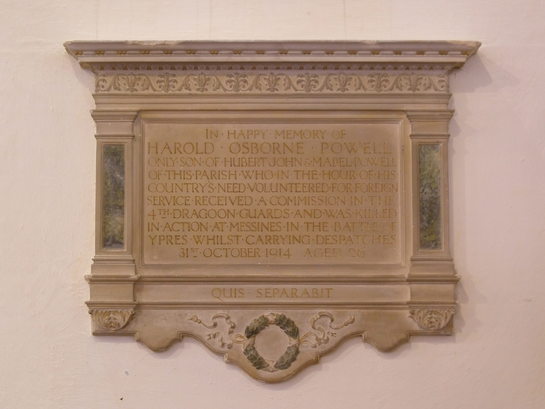 IN · HAPPY · MEMORY · OF
HAROLD · OSBORNE · POWELL
ONLY · SON · OF · HUBERT · JOHN · & · MABEL · POWELL
OF · THIS · PARISH · WHO · IN · THE · HOUR · OF · HIS
COUNTRY'S · NEED · VOLUNTEERED · FOR · FOREIGN
SERVICE · RECEIVED · A · COMMISSION · IN · THE
4TH · DRAGOON · GUARDS · AND · WAS · KILLED
IN · ACTION · AT · MESSINES · IN · THE · BATTLE · OF
YPRES · WHILST · CARRYING · DESPATCHES
31ST · OCTOBER · 1914 · AGED · 26
QUIS · SEPARABIT